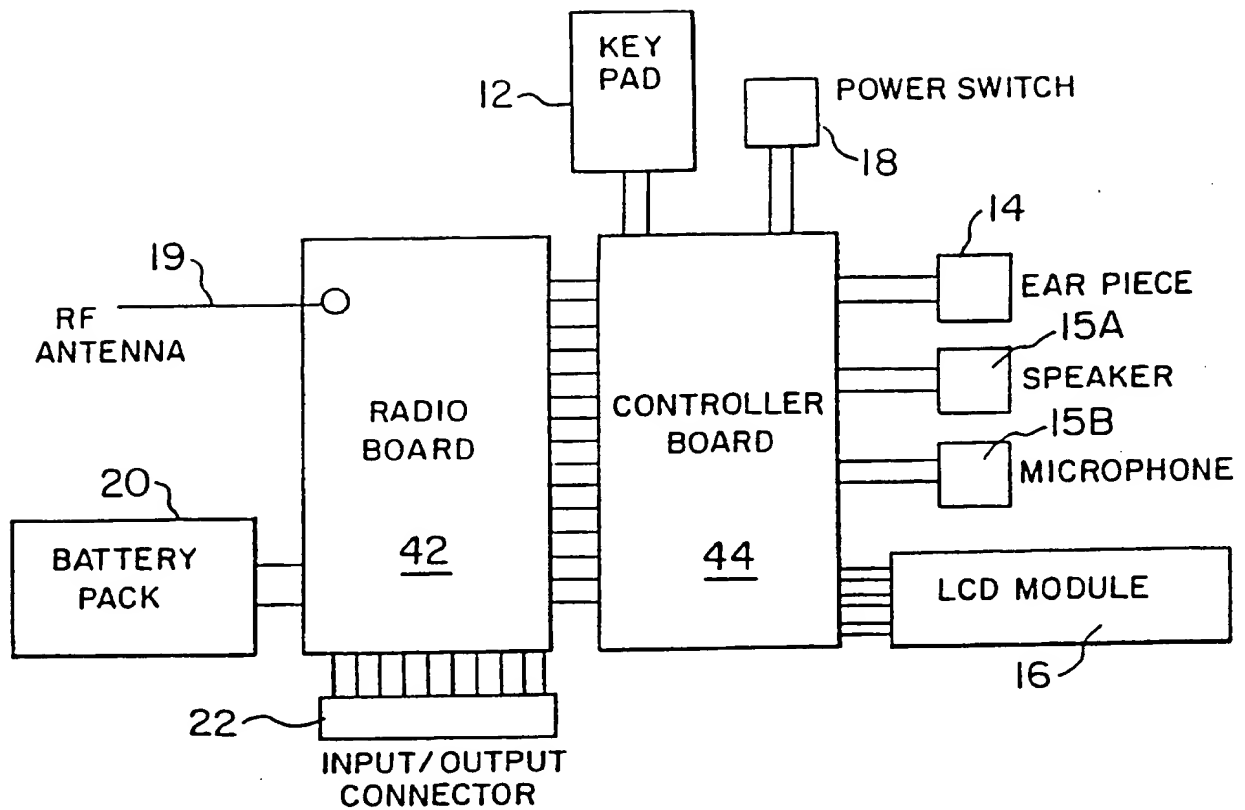 KEY
PAD
12
POWER SWITCH
18
14
EAR PIECE
19
RF
ANTENNA
15A
SPEAKER
RADIO
BOARD
42
CONTROLLER
BOARD
44
15B
MICROPHONE
20
BATTERY
PACK
LCD MODULE
16
22
INPUT/OUTPUT
CONNECTOR